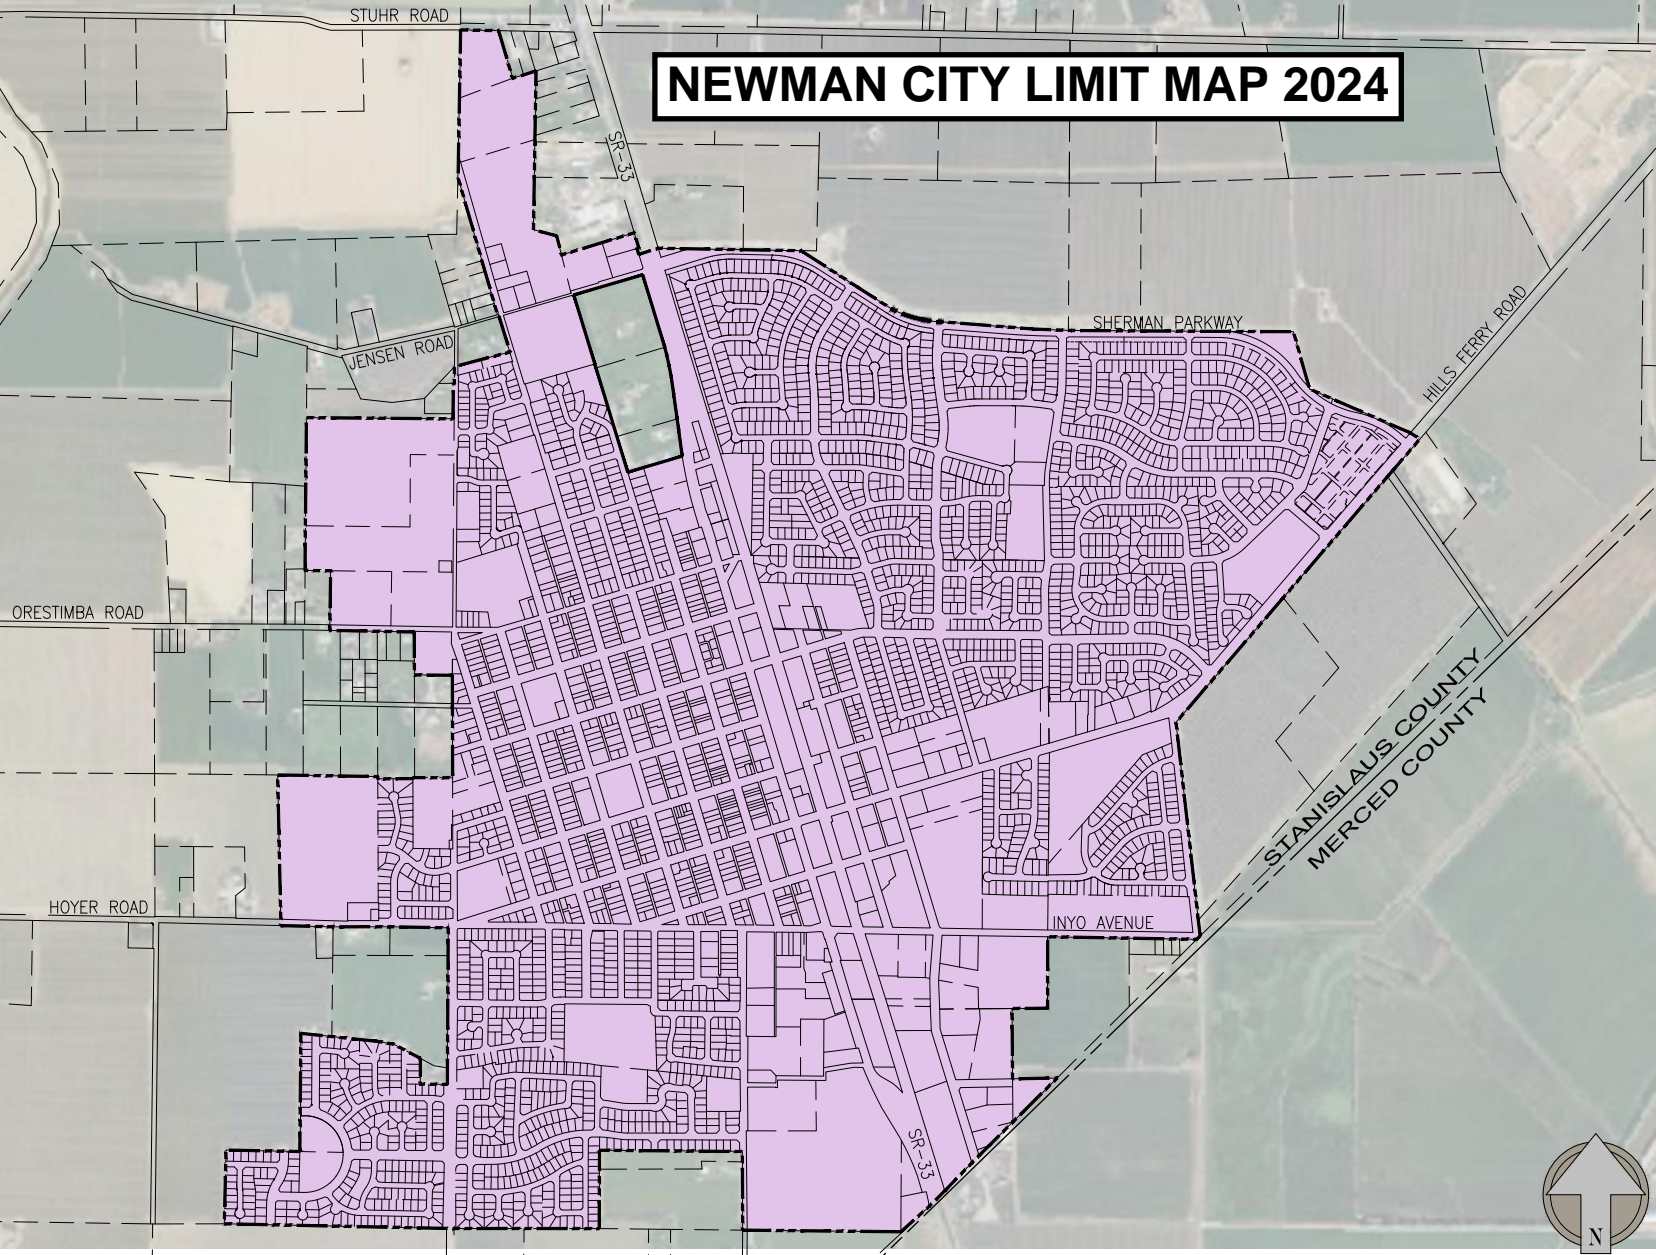 STUHR ROAD
NEWMAN CITY LIMIT MAP 2024
SR-33
SHERMAN PARKWAY
HILLS FERRY ROAD
JENSEN ROAD
ORESTIMBA ROAD
STANISLAUS COUNTY
MERCED COUNTY
HOYER ROAD
INYO AVENUE
SR-33
N